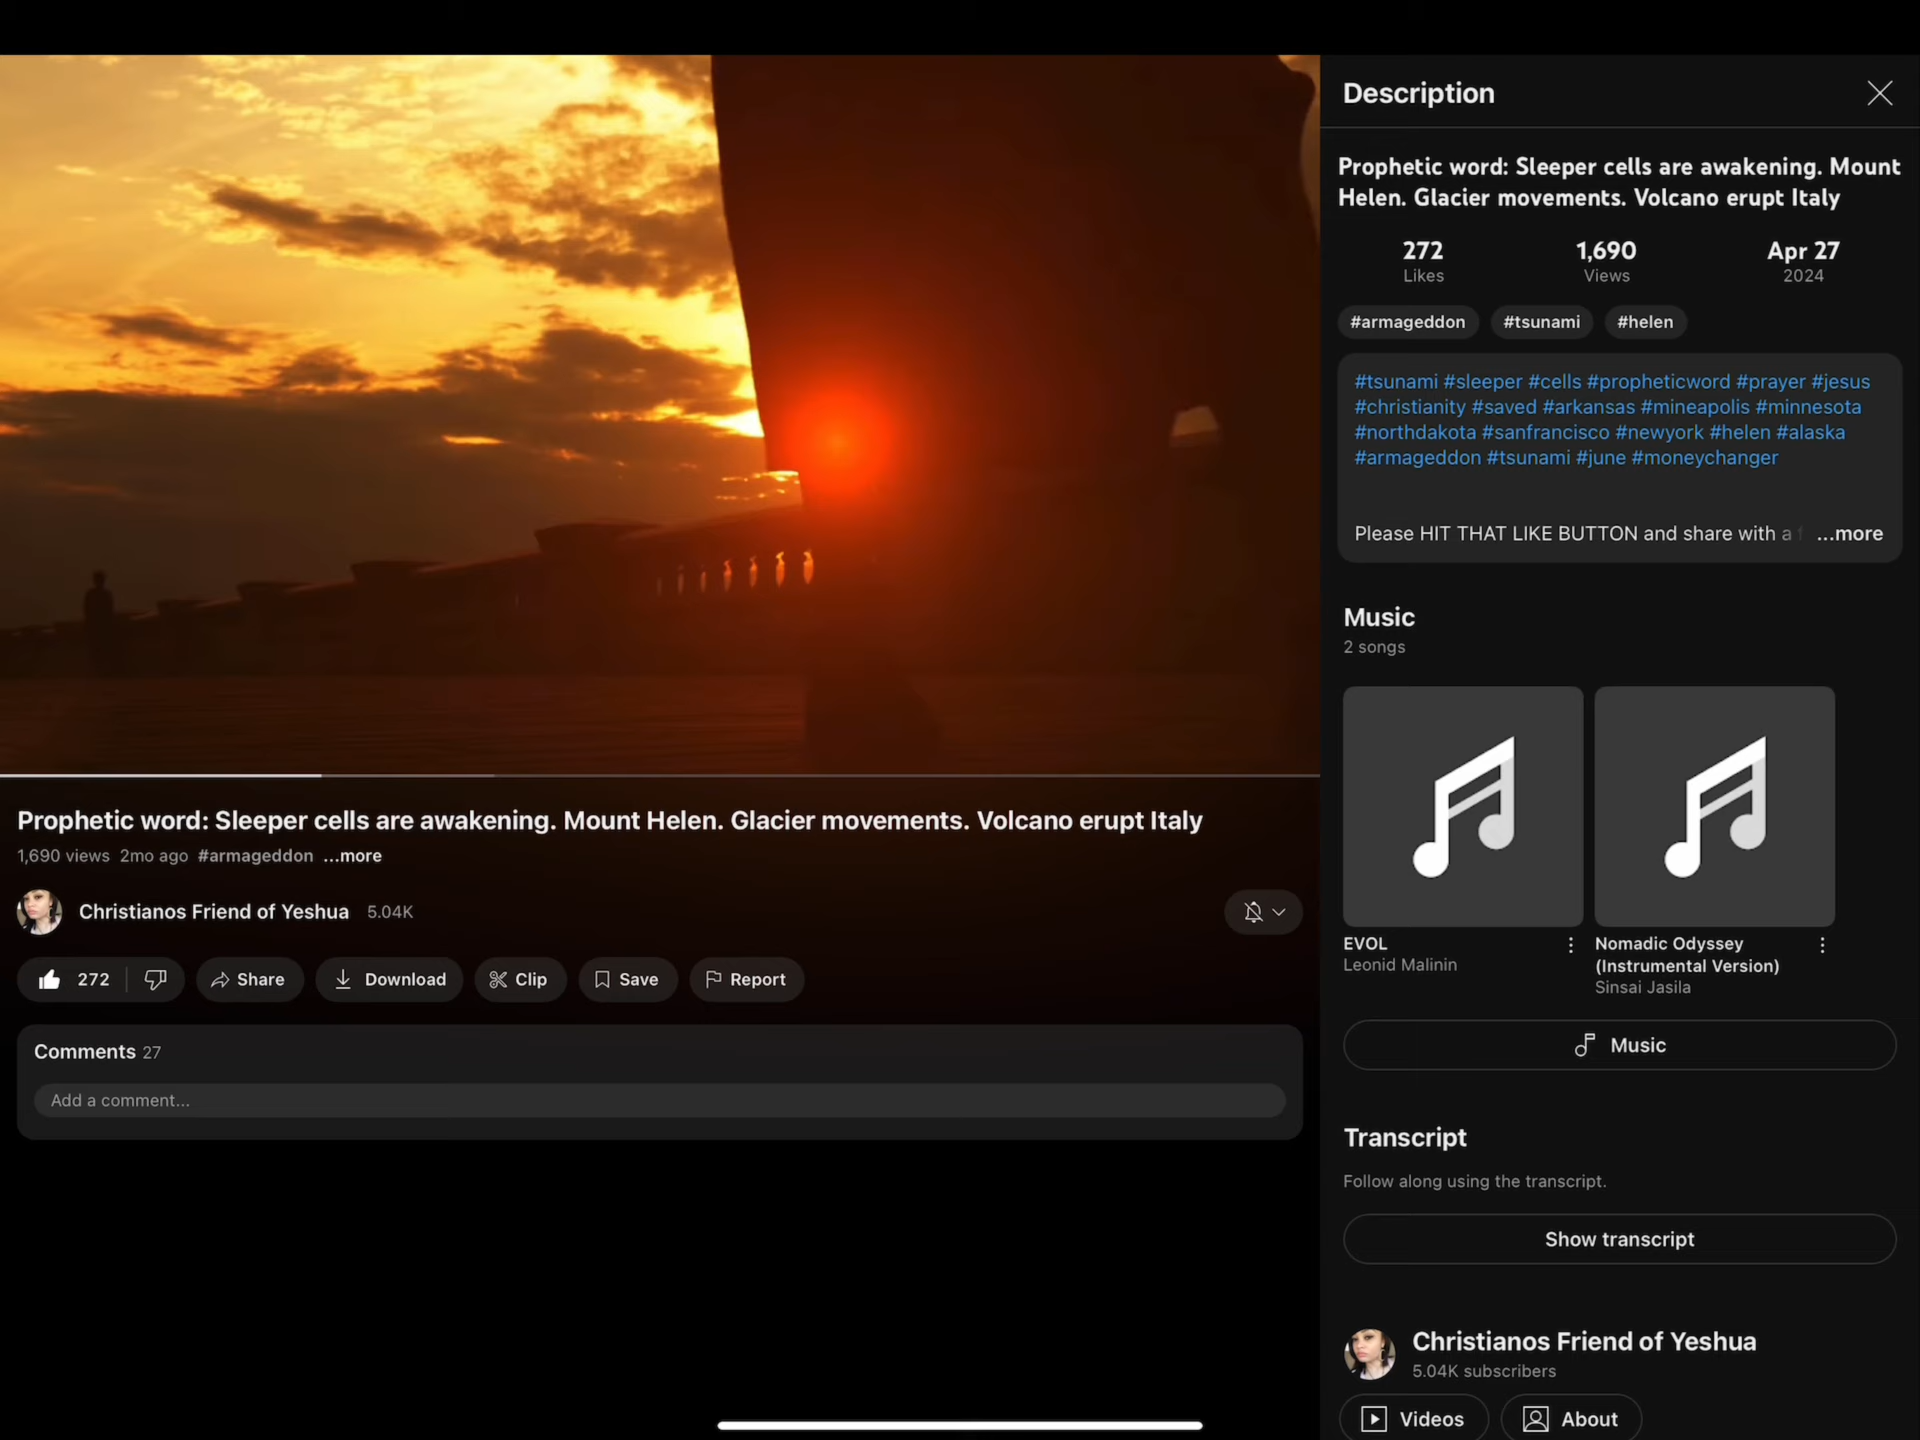 Prophetic word: Sleeper cells are awakening. Mount Helen. Glacier movements. Volcano erupt Italy
1,690 views 2mo ago #armageddon ...more
Christianos Friend of Yeshua 5.04K
272 Share Download Clip Save Report
Comments 27
Add a comment...
Description
Prophetic word: Sleeper cells are awakening. Mount
Helen. Glacier movements. Volcano erupt Italy
272 1,690 Apr 27
Likes Views 2024
#armageddon #tsunami #helen
#tsunami #sleeper #cells #propheticword #prayer #jesus
#christianity #saved #arkansas #mineapolis #minnesota
#northdakota #sanfrancisco #newyork #helen #alaska
#armageddon #tsunami #june #moneychanger
Please HIT THAT LIKE BUTTON and share with a ...more
Music
2 songs
EVOL
Leonid Malinin
Nomadic Odyssey
(Instrumental Version)
Sinsai Jasila
Music
Transcript
Follow along using the transcript.
Show transcript
Christianos Friend of Yeshua
5.04K subscribers
Videos About